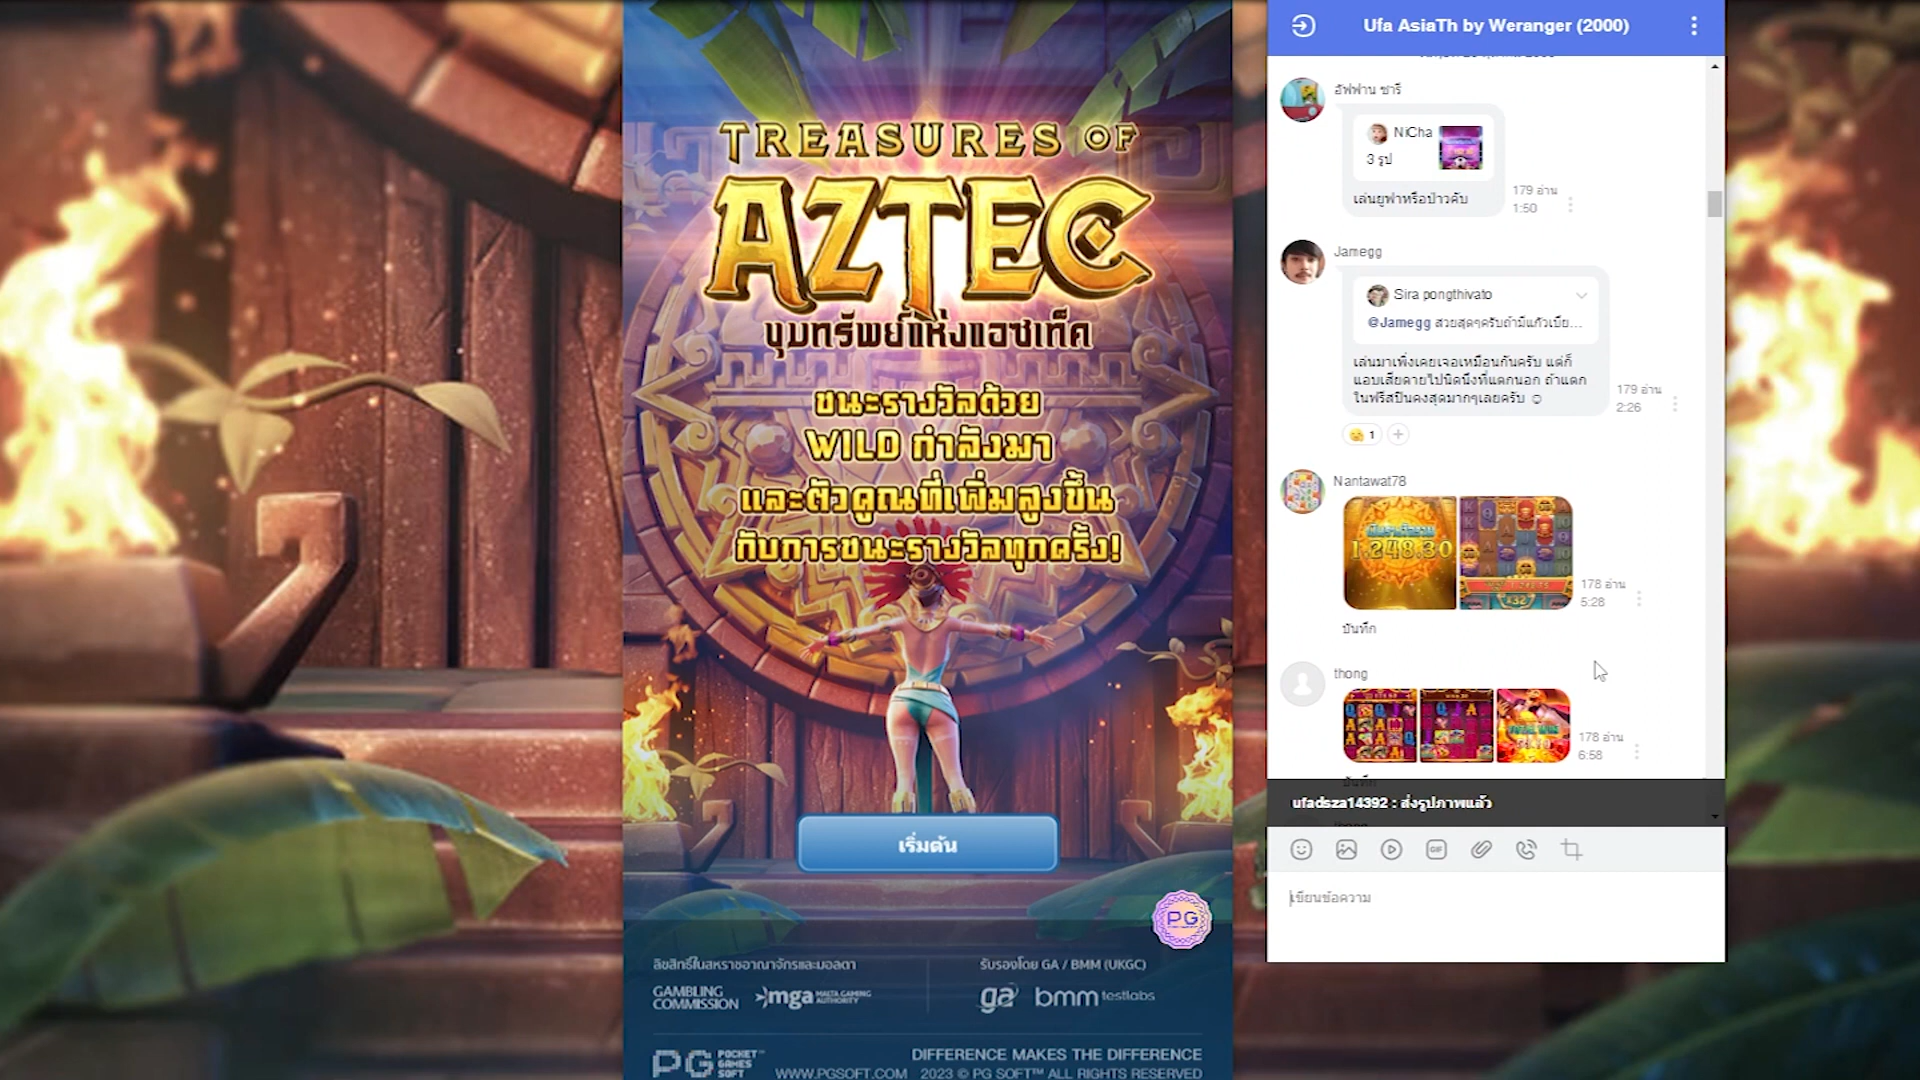 TREASURES OF
AZTEC
ขุมทรัพย์แห่งแอซเท็ค
ชนะรางวัลด้วย
WILD กำลังมา
และตัวคูณที่เพิ่มสูงขึ้น
กับการชนะรางวัลทุกครั้ง!
เริ่มต้น
PG
ลิขสิทธิ์ในสหราชอาณาจักรและมอลตา
รับรองโดย GA / BMM (UKGC)
GAMBLING
COMMISSION
mga MALTA GAMING
AUTHORITY
ga bmm testlabs
PG POCKET
GAMES
SOFT
DIFFERENCE MAKES THE DIFFERENCE
WWW.PGSOFT.COM 2023 © PG SOFT™ ALL RIGHTS RESERVED
Ufa AsiaTh by Weranger (2000)
อัฟฟาน ซารี
NiCha
3 รูป
เล่นยูฟาหรือป่าวคับ
179 อ่าน
1:50
Jamegg
Sira pongthivato
@Jamegg สวยสุดๆครับถ้ามีแก้วเบีย...
เล่นมาเพิ่งเคยเจอเหมือนกันครับ แต่ก็
แอบเสียดายไปนิดนึงที่แตกนอก ถ้าแตก
ในฟรีสปินคงสุดมากๆเลยครับ ☺
179 อ่าน
2:26
1
Nantawat78
1,248.30
x32
178 อ่าน
5:28
บันทึก
thong
178 อ่าน
6:58
ufadsza14392 : ส่งรูปภาพแล้ว
GIF
เขียนข้อความ